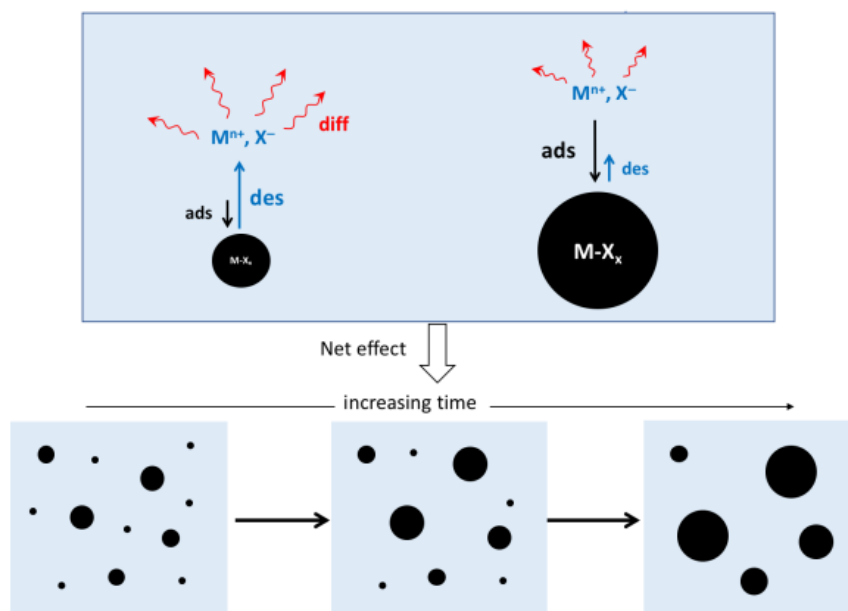 Mⁿ⁺, X⁻
diff
ads
des
M-Xₓ
Mⁿ⁺, X⁻
ads
des
M-Xₓ
Net effect
increasing time